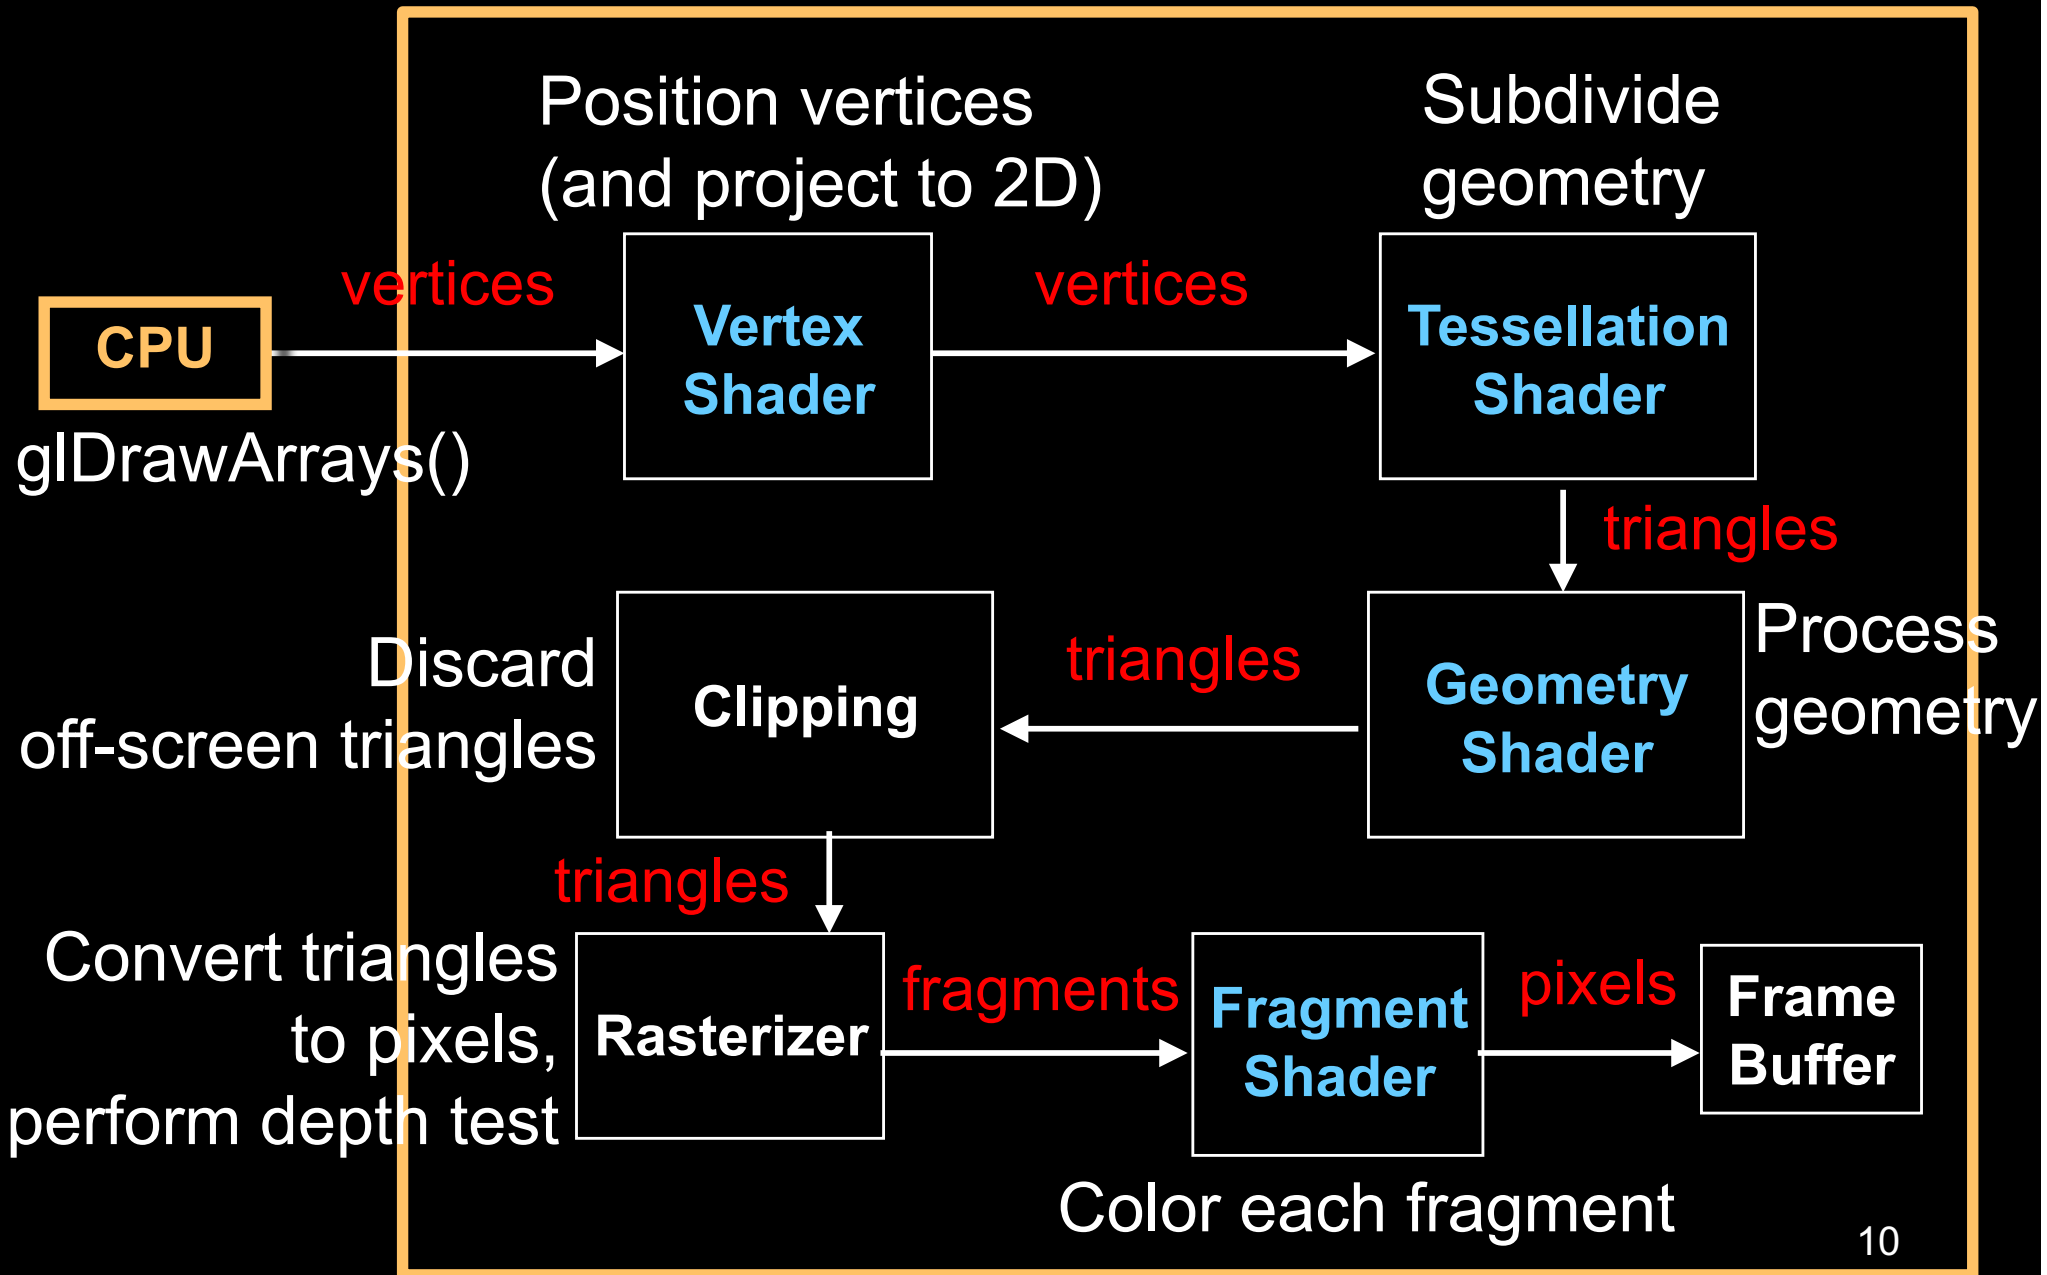 Position vertices
(and project to 2D)
Subdivide
geometry
CPU
glDrawArrays()
vertices
Vertex
Shader
vertices
Tessellation
Shader
triangles
Geometry
Shader
Process
geometry
triangles
Clipping
Discard
off-screen triangles
triangles
Convert triangles
to pixels,
perform depth test
Rasterizer
fragments
Fragment
Shader
Color each fragment
pixels
Frame
Buffer
10